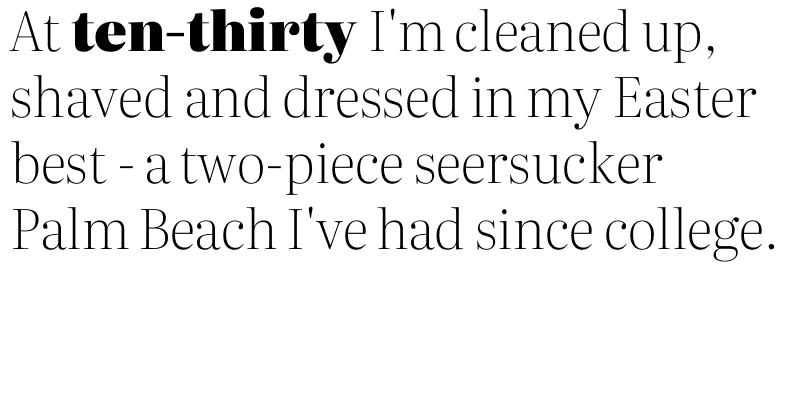 At ten-thirty I'm cleaned up,
shaved and dressed in my Easter
best - a two-piece seersucker
Palm Beach I've had since college.